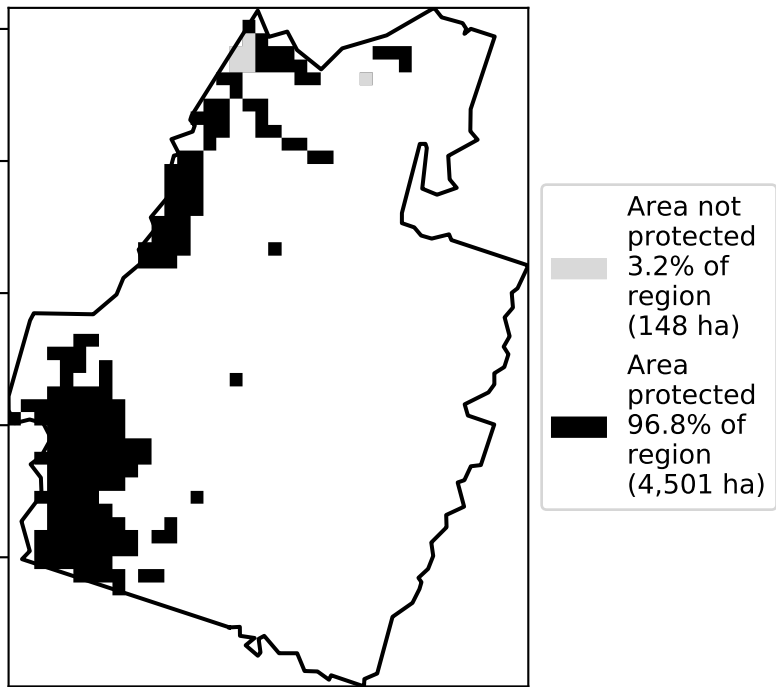 Area not
protected
3.2% of
region
(148 ha)
Area
protected
96.8% of
region
(4,501 ha)